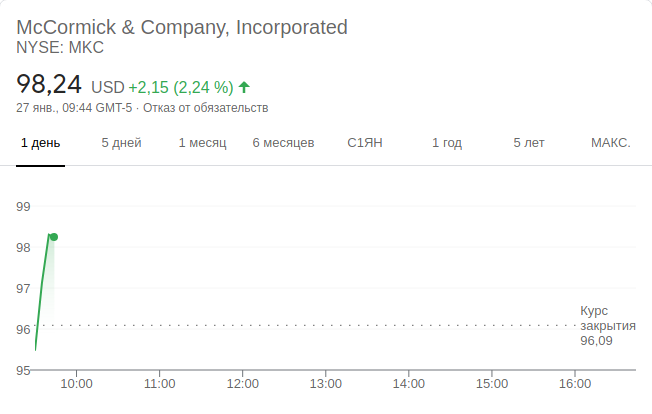 McCormick & Company, Incorporated
NYSE: MKC
98,24 USD +2,15 (2,24 %)
27 янв., 09:44 GMT-5 · Отказ от обязательств
1 день 5 дней 1 месяц 6 месяцев С1ЯН 1 год 5 лет МАКС.
99
98
97
96
95
Курс
закрытия
96,09
10:00 11:00 12:00 13:00 14:00 15:00 16:00